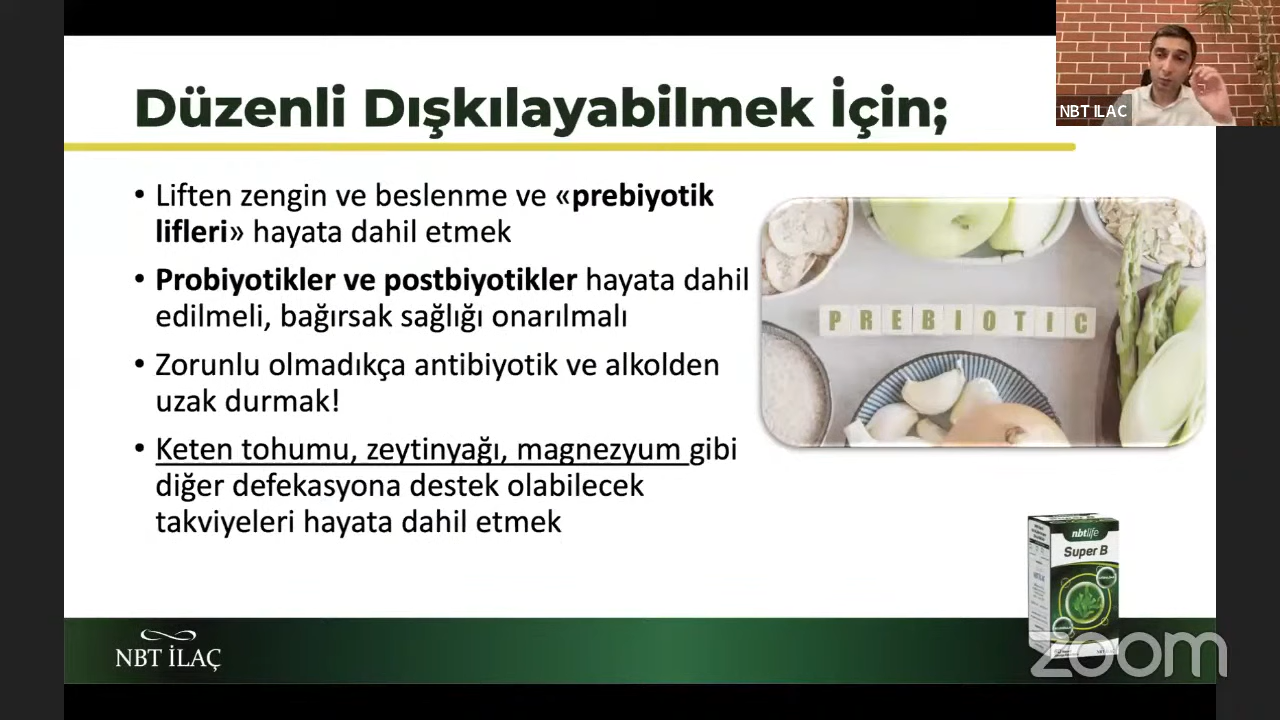 Düzenli Dışkılayabilmek İçin;
NBT ILAC
• Liften zengin ve beslenme ve «prebiyotik
lifleri» hayata dahil etmek
• Probiyotikler ve postbiyotikler hayata dahil
edilmeli, bağırsak sağlığı onarılmalı
• Zorunlu olmadıkça antibiyotik ve alkolden
uzak durmak!
• Keten tohumu, zeytinyağı, magnezyum gibi
diğer defekasyona destek olabilecek
takviyeleri hayata dahil etmek
PREBIOTIC
nbtlife
Super B
NBT İLAÇ
zoom